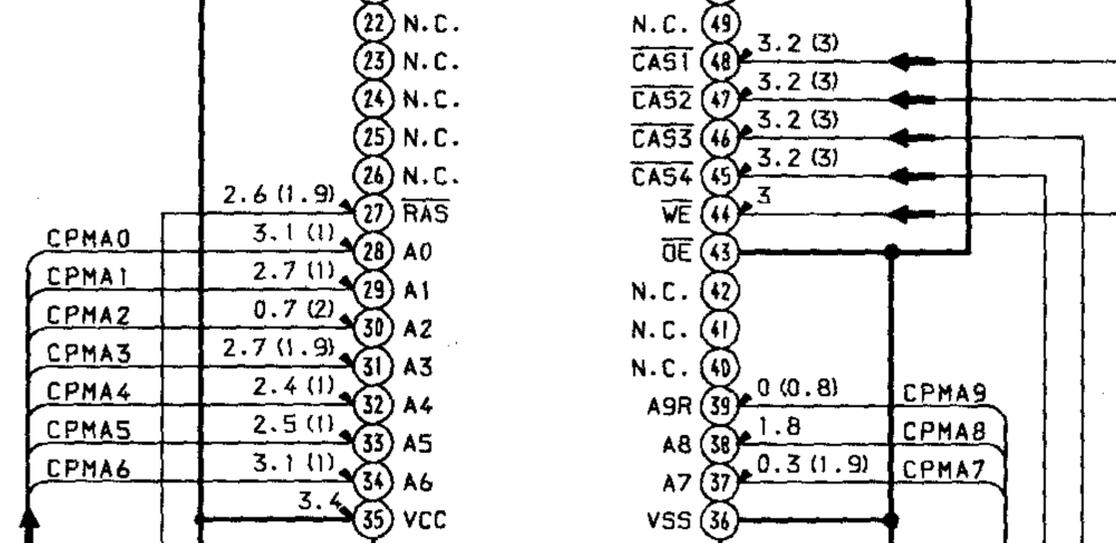 22 N.C. N.C. 49
23 N.C. CAS1 48 3.2 (3)
24 N.C. CAS2 47 3.2 (3)
25 N.C. CAS3 46 3.2 (3)
26 N.C. CAS4 45 3.2 (3)
2.6 (1.9) 27 RAS WE 44 3
CPMA0 3.1 (1) 28 A0 OE 43
CPMA1 2.7 (1) 29 A1 N.C. 42
CPMA2 0.7 (2) 30 A2 N.C. 41
CPMA3 2.7 (1.9) 31 A3 N.C. 40
CPMA4 2.4 (1) 32 A4 A9R 39 0 (0.8) CPMA9
CPMA5 2.5 (1) 33 A5 A8 38 1.8 CPMA8
CPMA6 3.1 (1) 34 A6 A7 37 0.3 (1.9) CPMA7
3.4 35 VCC VSS 36